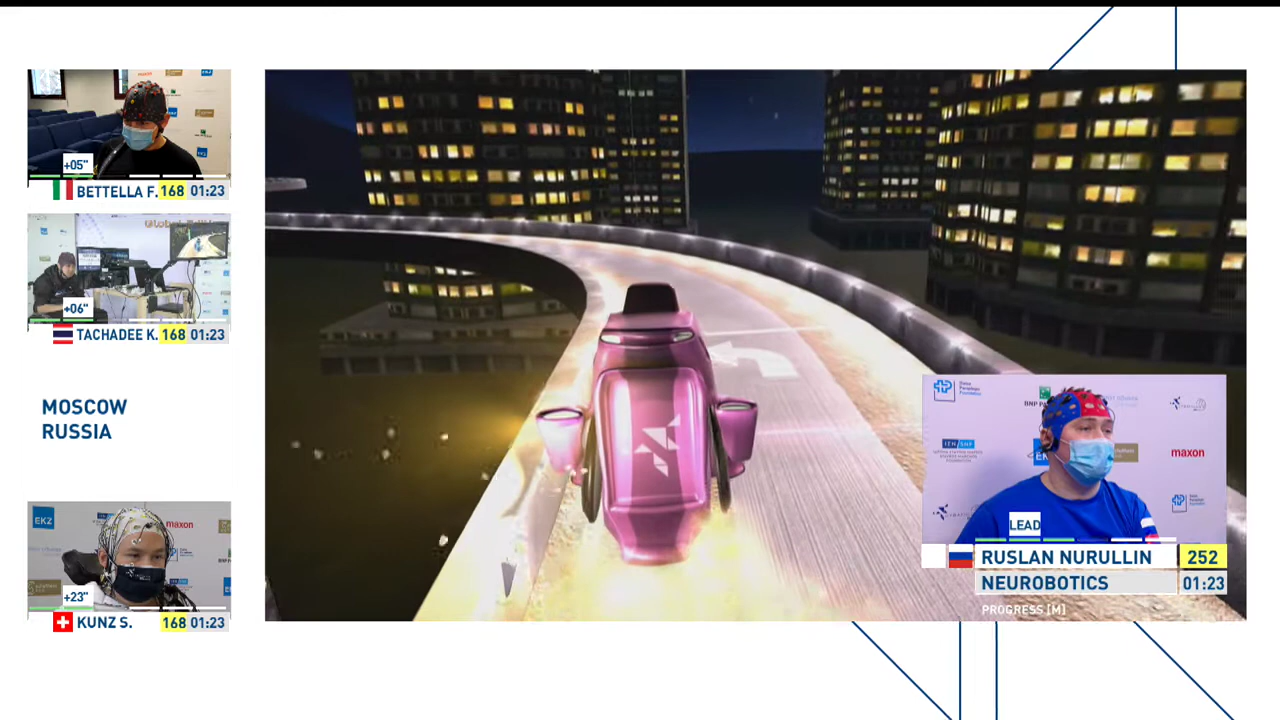 EKZ
+05"
BETTELLA F. 168 01:23
+06"
TACHADEE K. 168 01:23
MOSCOW
RUSSIA
EKZ
maxon
+23"
KUNZ S. 168 01:23
maxon
LEAD
RUSLAN NURULLIN 252
NEUROBOTICS 01:23
PROGRESS [M]